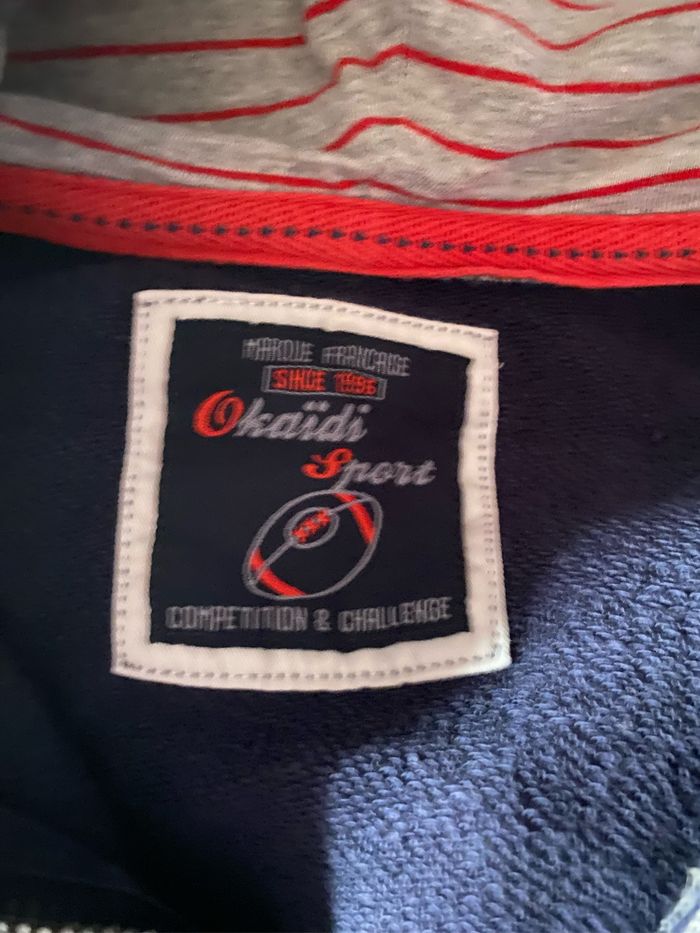 MARQUE FRANCAISE
SINCE 1996
Okaïdi
Sport
COMPETITION & CHALLENGE